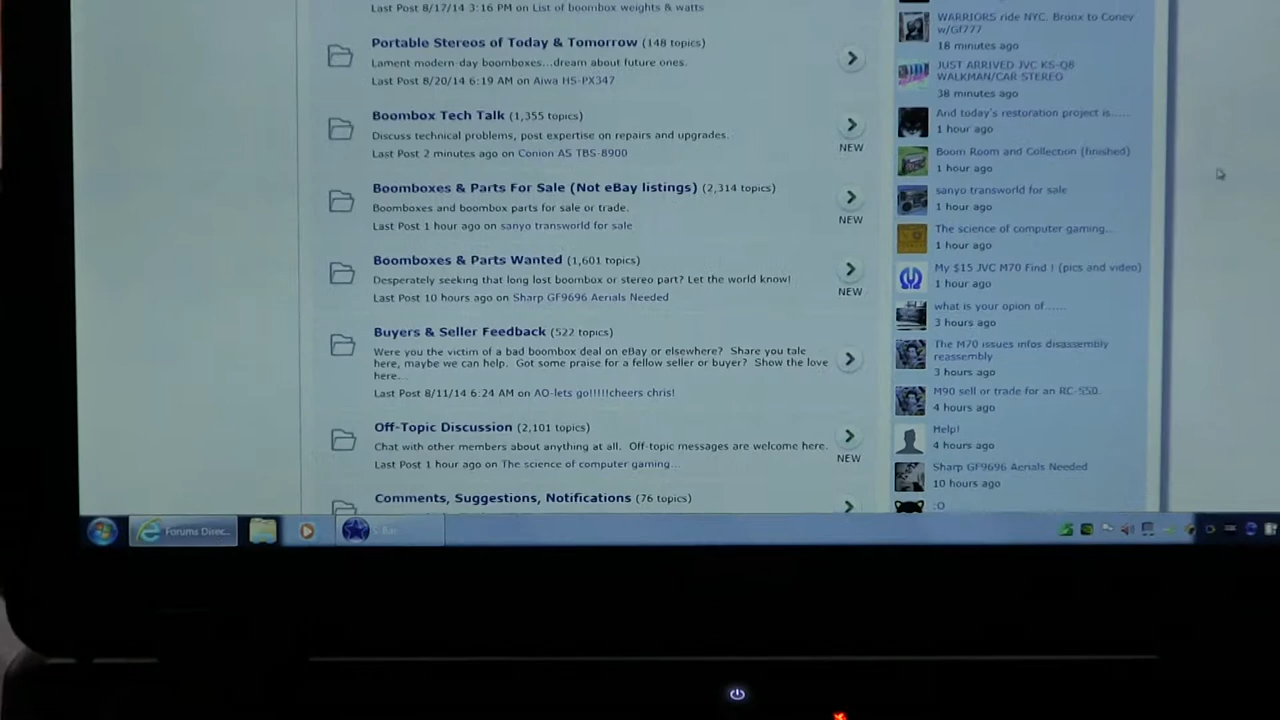 Last Post 8/17/14 3:16 PM on List of boombox weights & watts
Portable Stereos of Today & Tomorrow (148 topics)
Lament modern-day boomboxes...dream about future ones.
Last Post 8/20/14 6:19 AM on Aiwa HS-PX347
Boombox Tech Talk (1,355 topics)
Discuss technical problems, post expertise on repairs and upgrades.
Last Post 2 minutes ago on Conion AS TBS-8900
NEW
Boomboxes & Parts For Sale (Not eBay listings) (2,314 topics)
Boomboxes and boombox parts for sale or trade.
Last Post 1 hour ago on sanyo transworld for sale
NEW
Boomboxes & Parts Wanted (1,601 topics)
Desperately seeking that long lost boombox or stereo part? Let the world know!
Last Post 10 hours ago on Sharp GF9696 Aerials Needed
NEW
Buyers & Seller Feedback (522 topics)
Were you the victim of a bad boombox deal on eBay or elsewhere? Share you tale
here, maybe we can help. Got some praise for a fellow seller or buyer? Show the love
here...
Last Post 8/11/14 6:24 AM on AO-lets go!!!!!cheers chris!
Off-Topic Discussion (2,101 topics)
Chat with other members about anything at all. Off-topic messages are welcome here.
Last Post 1 hour ago on The science of computer gaming...
NEW
Comments, Suggestions, Notifications (76 topics)
WARRIORS ride NYC. Bronx to Coney
w/Gf777
18 minutes ago
JUST ARRIVED JVC KS-Q8
WALKMAN/CAR STEREO
38 minutes ago
And today's restoration project is.....
1 hour ago
Boom Room and Collection (finished)
1 hour ago
sanyo transworld for sale
1 hour ago
The science of computer gaming...
1 hour ago
My $15 JVC M70 Find ! (pics and video)
1 hour ago
what is your opion of......
3 hours ago
The M70 issues infos disassembly
reassembly
3 hours ago
M90 sell or trade for an RC-550.
4 hours ago
Help!
4 hours ago
Sharp GF9696 Aerials Needed
10 hours ago
:O
Forums Direc...